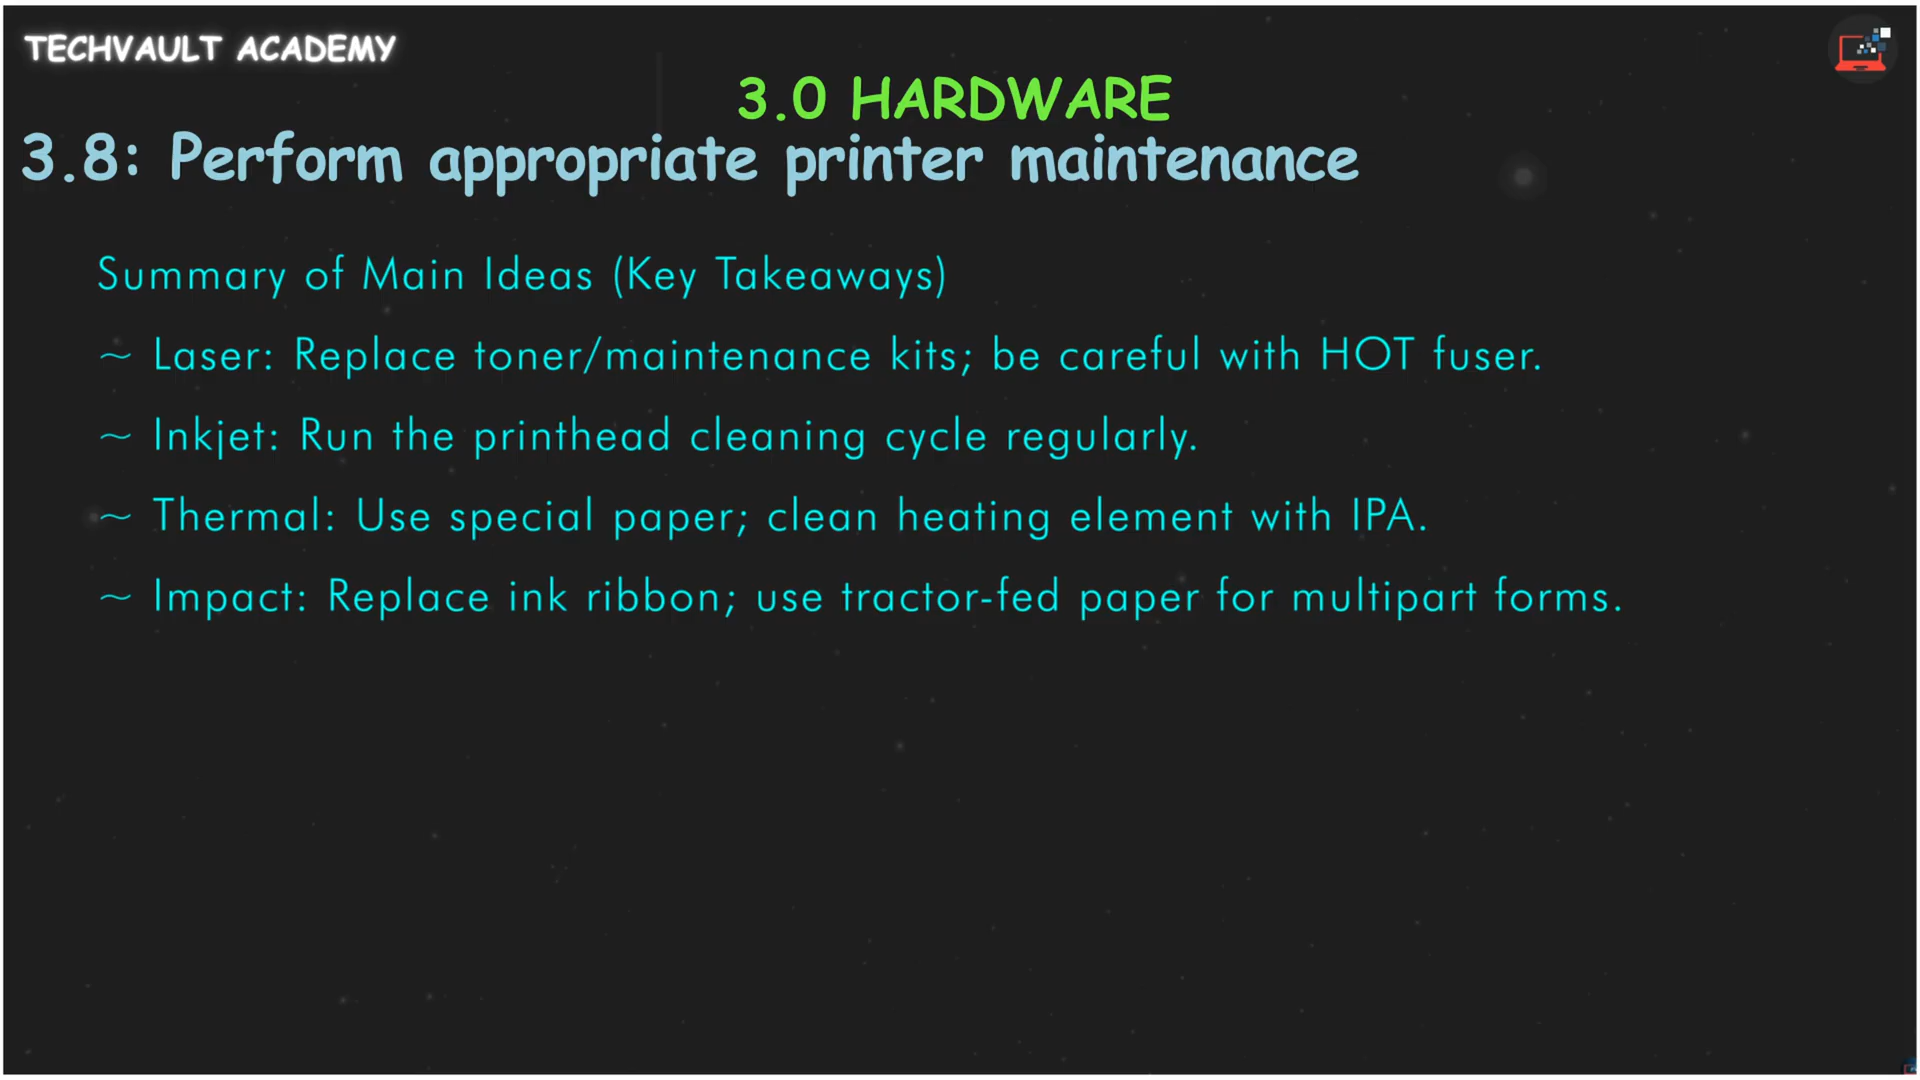 TECHVAULT ACADEMY
3.0 HARDWARE
3.8: Perform appropriate printer maintenance
Summary of Main Ideas (Key Takeaways)
~ Laser: Replace toner/maintenance kits; be careful with HOT fuser.
~ Inkjet: Run the printhead cleaning cycle regularly.
~ Thermal: Use special paper; clean heating element with IPA.
~ Impact: Replace ink ribbon; use tractor-fed paper for multipart forms.